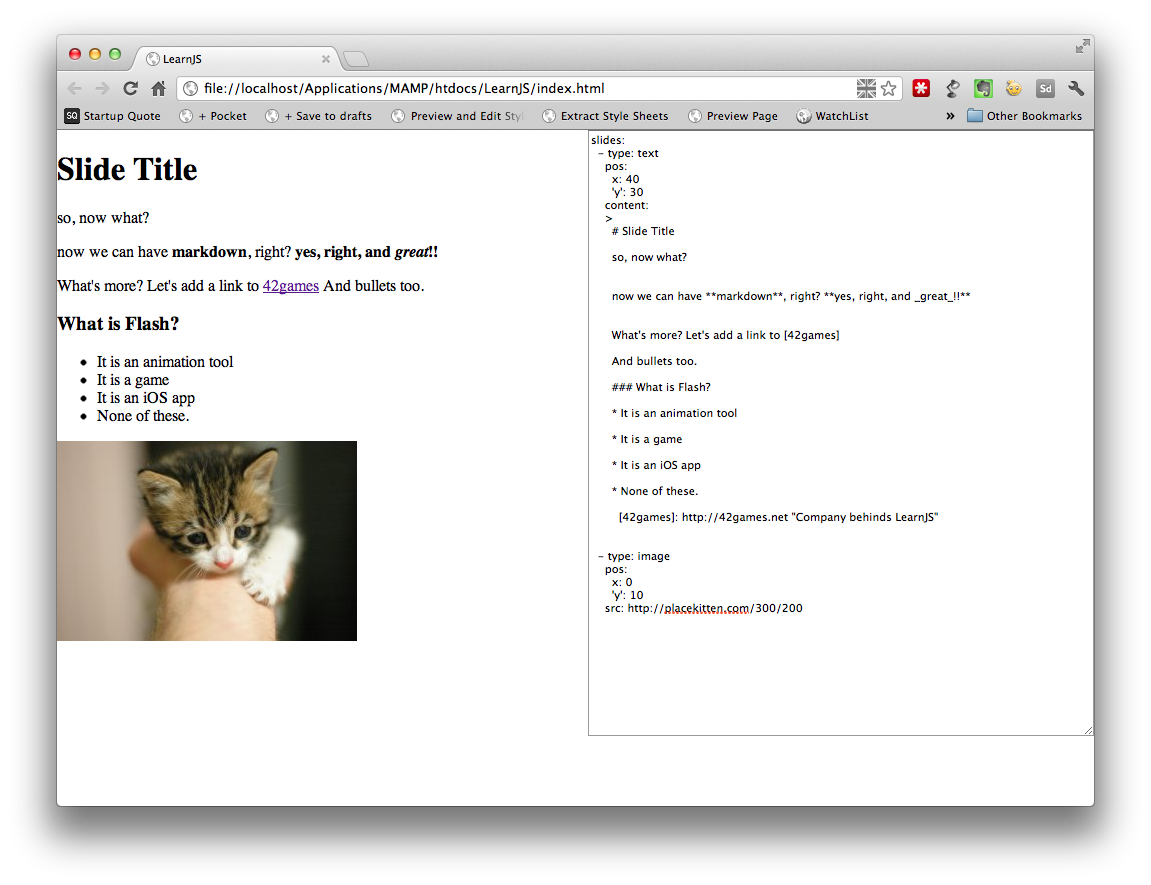 LearnJS
file://localhost/Applications/MAMP/htdocs/LearnJS/index.html
Sd
SQ Startup Quote + Pocket + Save to drafts Preview and Edit Extract Style Sheets Preview Page WatchList » Other Bookmarks
Slide Title
so, now what?
now we can have markdown, right? yes, right, and great!!
What's more? Let's add a link to 42games And bullets too.
What is Flash?
• It is an animation tool
• It is a game
• It is an iOS app
• None of these.
slides:
- type: text
pos:
x: 40
'y': 30
content:
>
# Slide Title
so, now what?
now we can have **markdown**, right? **yes, right, and _great_!!**
What's more? Let's add a link to [42games]
And bullets too.
### What is Flash?
* It is an animation tool
* It is a game
* It is an iOS app
* None of these.
[42games]: http://42games.net "Company behinds LearnJS"
- type: image
pos:
x: 0
'y': 10
src: http://placekitten.com/300/200